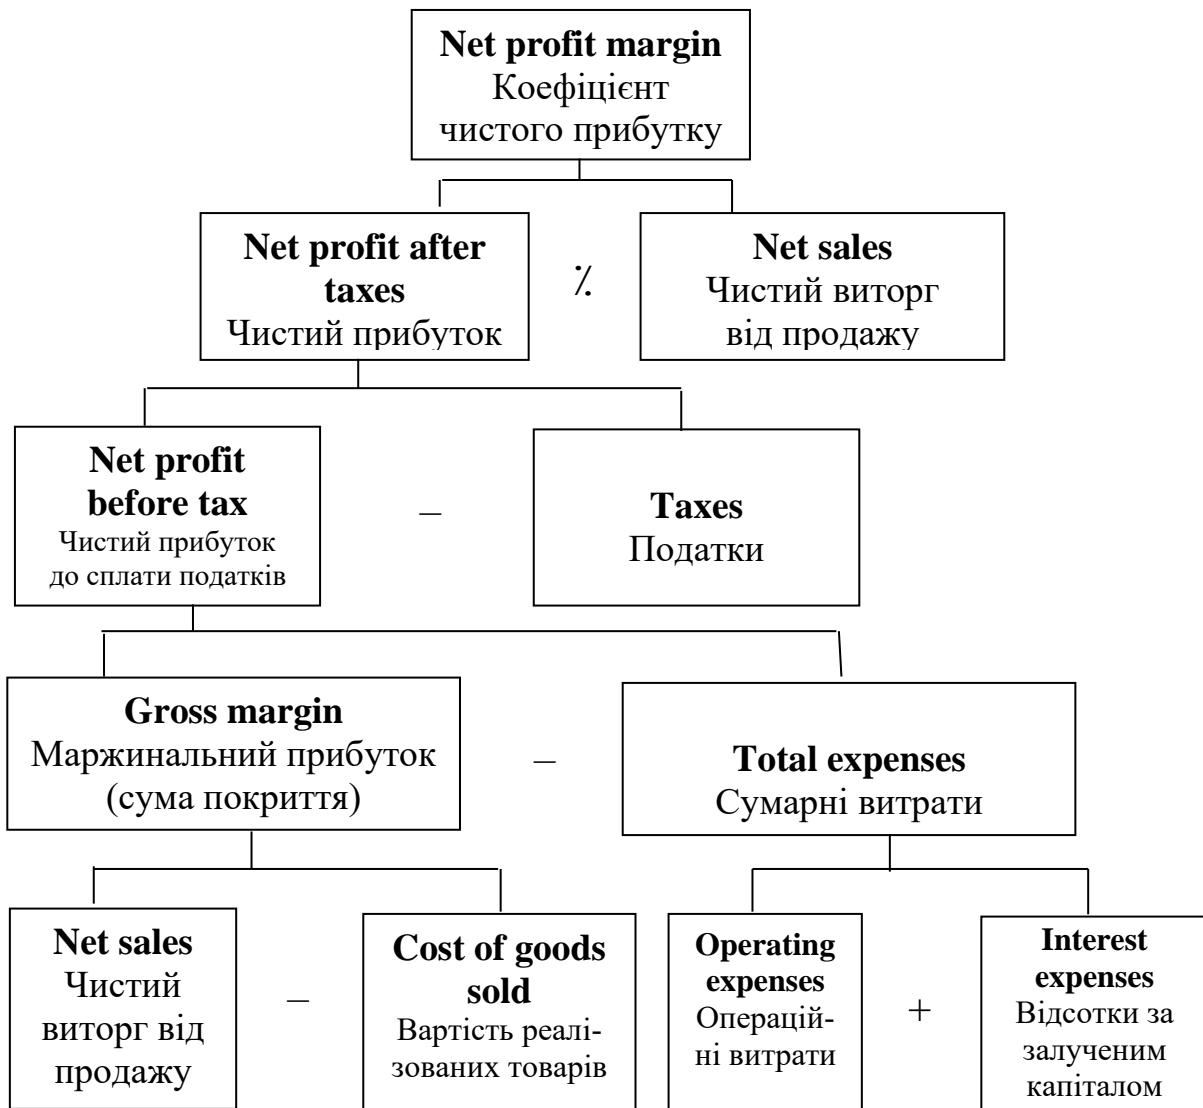 Net profit margin
Коефіцієнт
чистого прибутку
Net profit after
taxes
Чистий прибуток
٪
Net sales
Чистий виторг
від продажу
Net profit
before tax
Чистий прибуток
до сплати податків
–
Taxes
Податки
Gross margin
Маржинальний прибуток
(сума покриття)
–
Total expenses
Сумарні витрати
Net sales
Чистий
виторг від
продажу
–
Cost of goods
sold
Вартість реалі-
зованих товарів
Operating
expenses
Операцій-
ні витрати
+
Interest
expenses
Відсотки за
залученим
капіталом